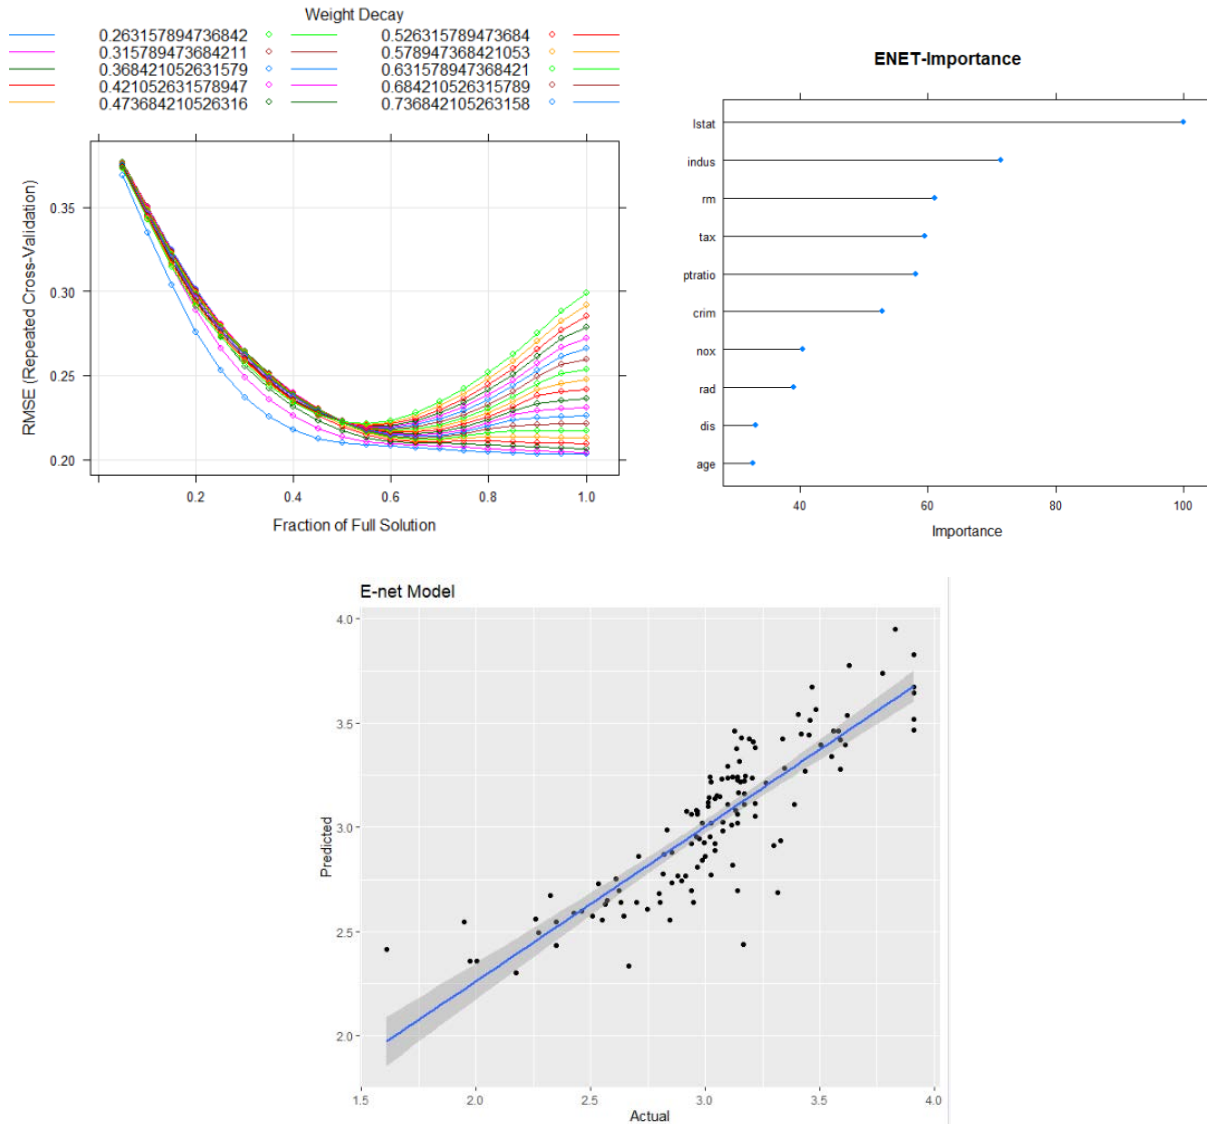 Weight Decay
0.263157894736842 0.526315789473684
0.315789473684211 0.578947368421053
0.368421052631579 0.631578947368421
0.421052631578947 0.684210526315789
0.473684210526316 0.736842105263158
RMSE (Repeated Cross-Validation)
0.35
0.30
0.25
0.20
0.2 0.4 0.6 0.8 1.0
Fraction of Full Solution
ENET-Importance
lstat
indus
rm
tax
ptratio
crim
nox
rad
dis
age
40 60 80 100
Importance
E-net Model
Predicted
4.0
3.5
3.0
2.5
2.0
1.5 2.0 2.5 3.0 3.5 4.0
Actual